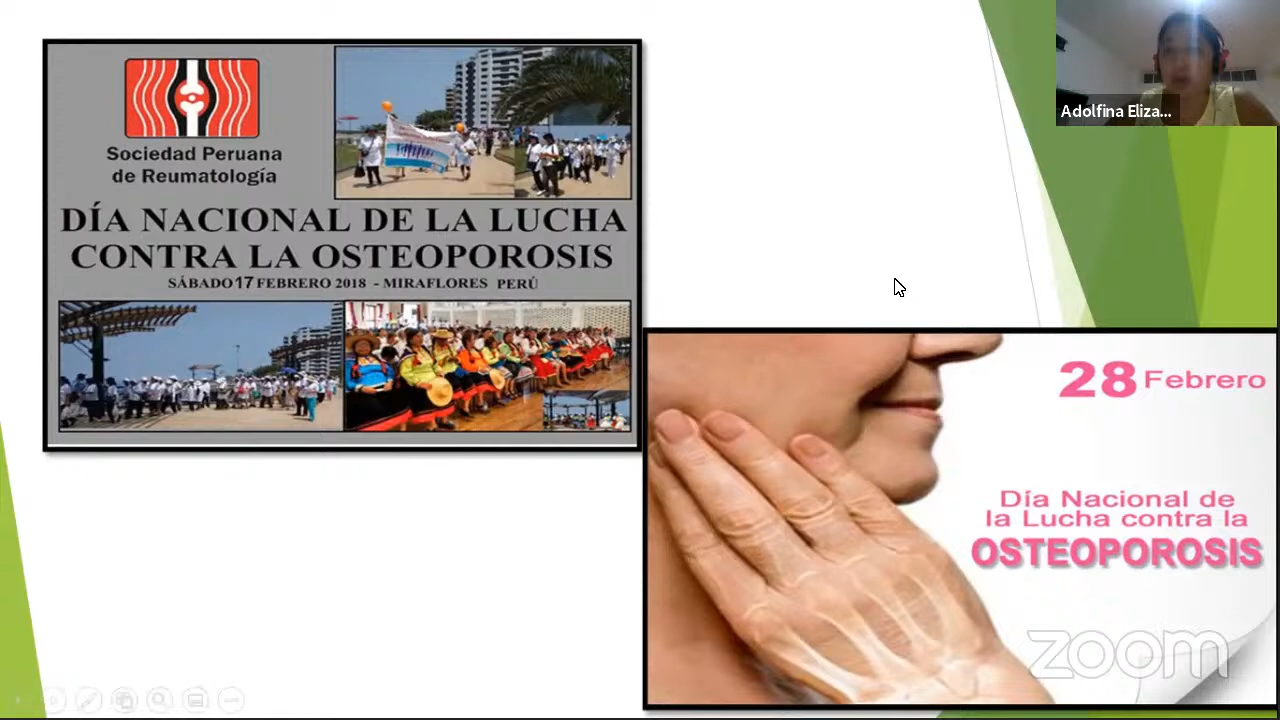 Sociedad Peruana
de Reumatología
DÍA NACIONAL DE LA LUCHA
CONTRA LA OSTEOPOROSIS
SÁBADO 17 FEBRERO 2018 - MIRAFLORES PERÚ
Adolfina Eliza...
28 Febrero
Día Nacional de
la Lucha contra la
OSTEOPOROSIS
zoom